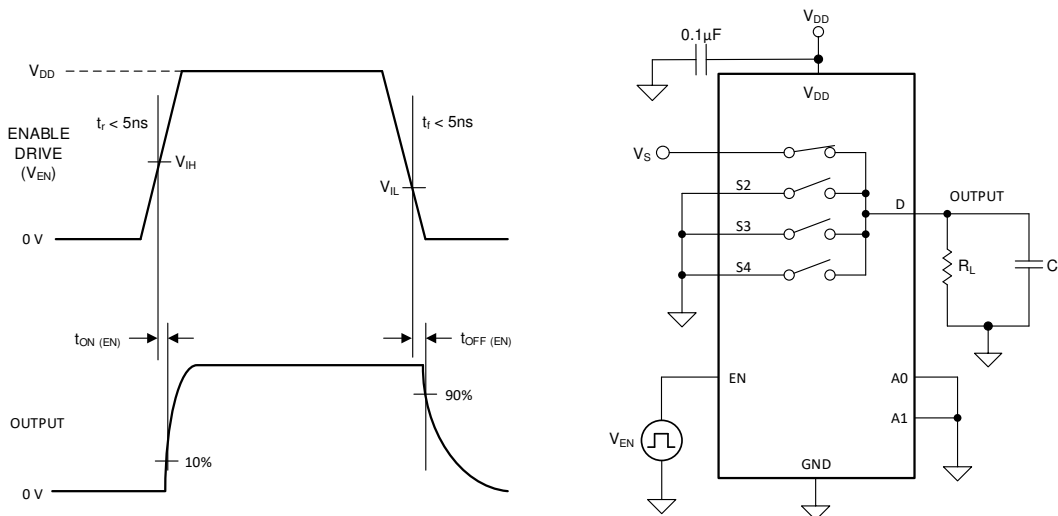 V_DD
t_r < 5ns
t_f < 5ns
ENABLE
DRIVE
(V_EN)
V_IH
V_IL
0 V
t_ON (EN)
t_OFF (EN)
90%
OUTPUT
10%
0 V
V_DD
0.1µF
V_DD
V_S
S2
S3
S4
D
OUTPUT
R_L
C
EN
A0
A1
V_EN
GND